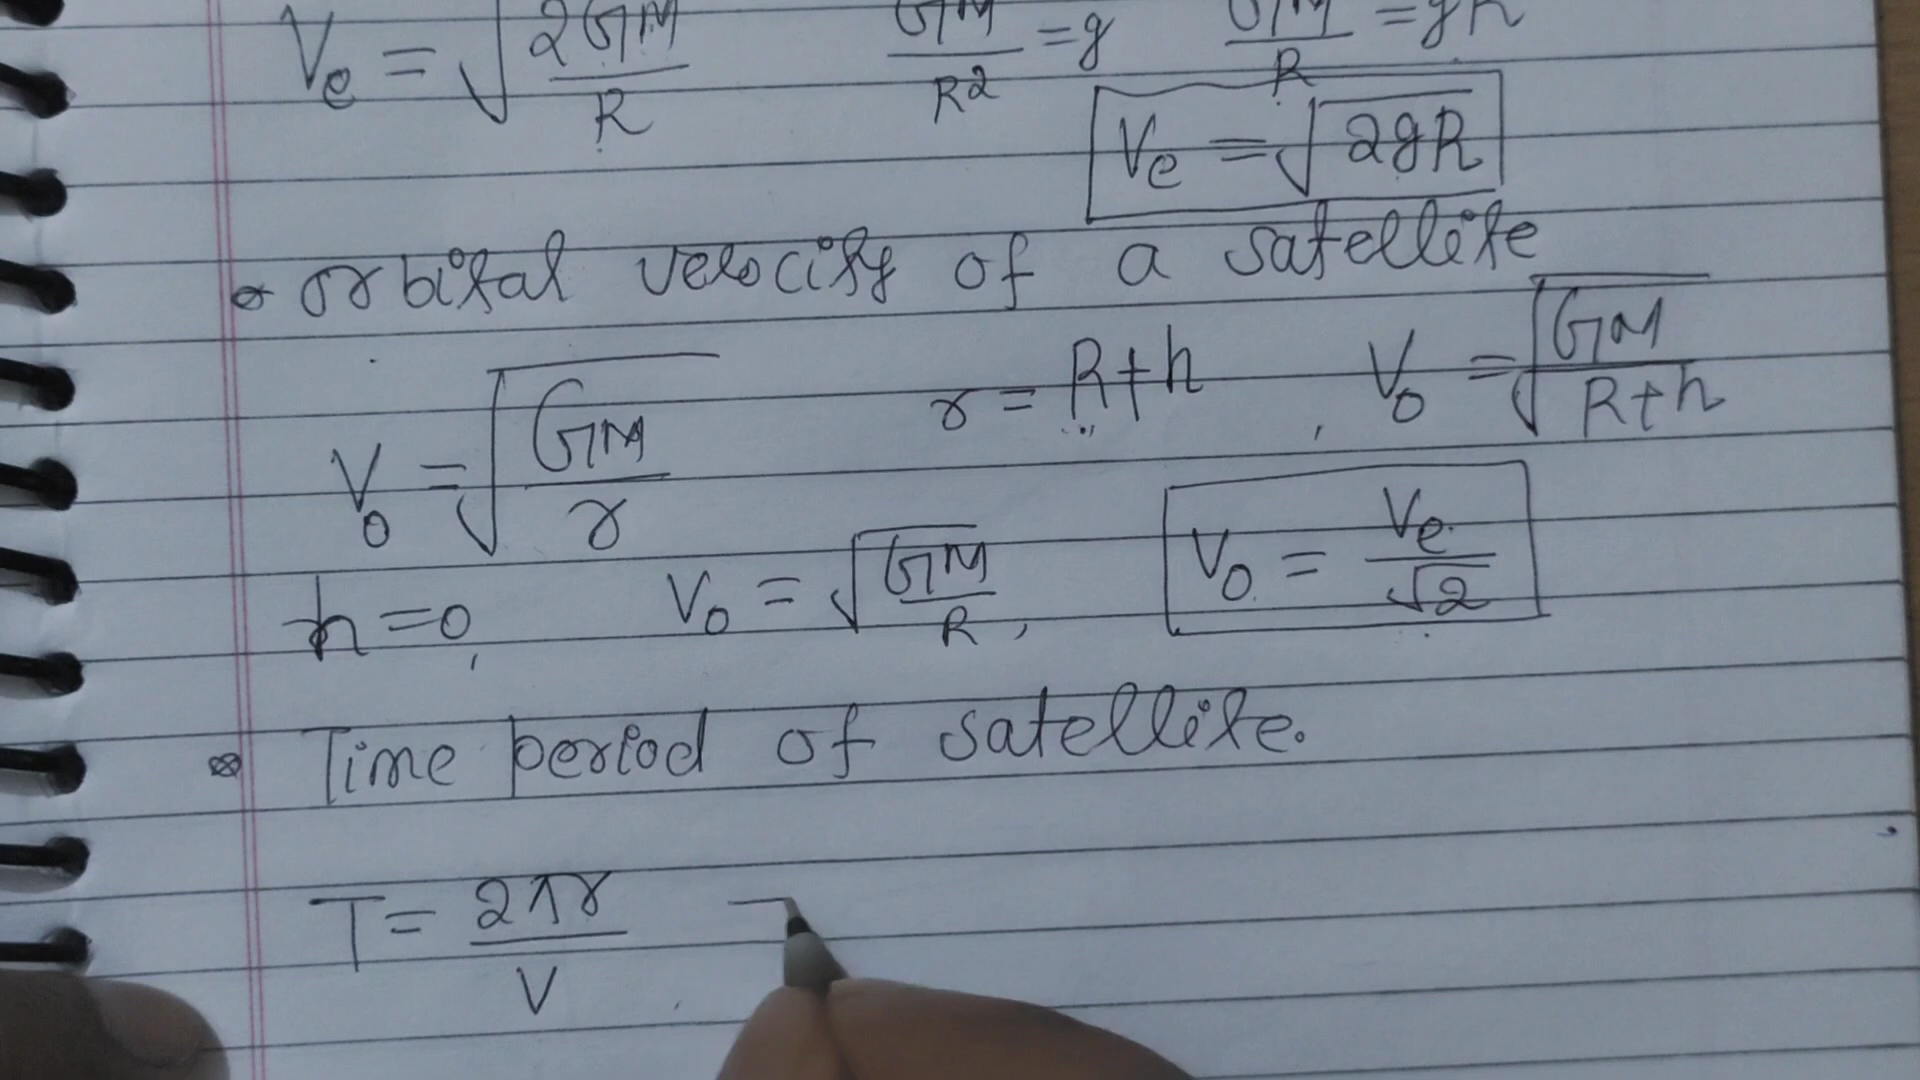 Ve = √2GM/R GM/R² = g GM/R = gR
Ve = √2gR
orbital velocity of a satellite
V₀ = √GM/r r = R+h , V₀ = √GM/R+h
h=0, V₀ = √GM/R , V₀ = Ve/√2
Time period of satellite.
T = 2πr/V